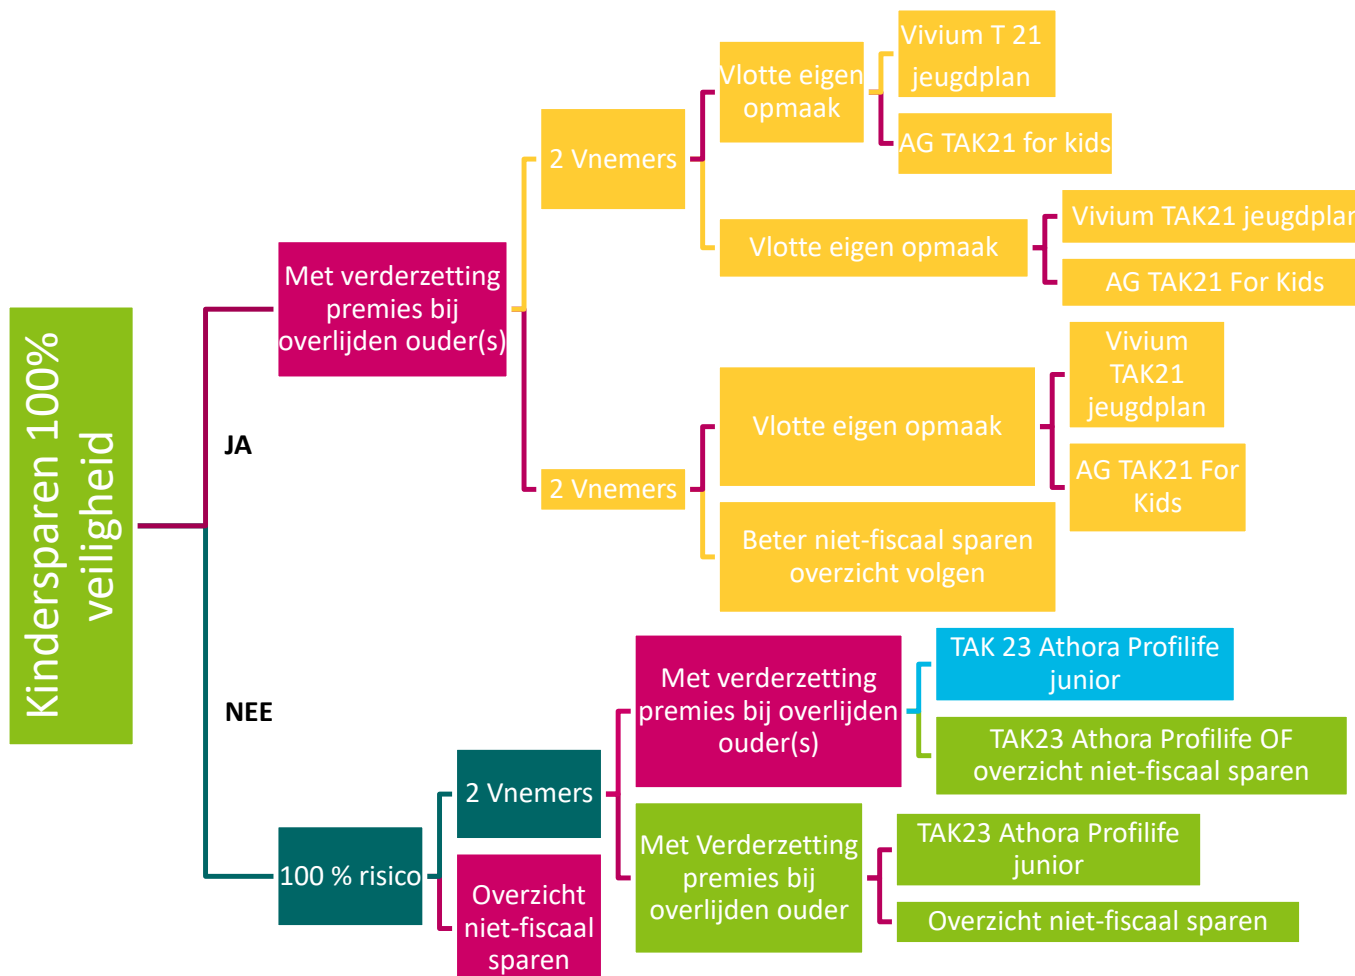 Kindersparen 100%
veiligheid
JA
NEE
Met verderzetting
premies bij
overlijden ouder(s)
2 Vnemers
Vlotte eigen
opmaak
Vivium T 21
jeugdplan
AG TAK21 for kids
Vlotte eigen opmaak
Vivium TAK21 jeugdplan
AG TAK21 For Kids
2 Vnemers
Vlotte eigen opmaak
Vivium
TAK21
jeugdplan
AG TAK21 For
Kids
Beter niet-fiscaal sparen
overzicht volgen
100 % risico
2 Vnemers
Met verderzetting
premies bij overlijden
ouder(s)
TAK 23 Athora Profilife
junior
TAK23 Athora Profilife OF
overzicht niet-fiscaal sparen
Met Verderzetting
premies bij
overlijden ouder
TAK23 Athora Profilife
junior
Overzicht niet-fiscaal sparen
Overzicht
niet-fiscaal
sparen